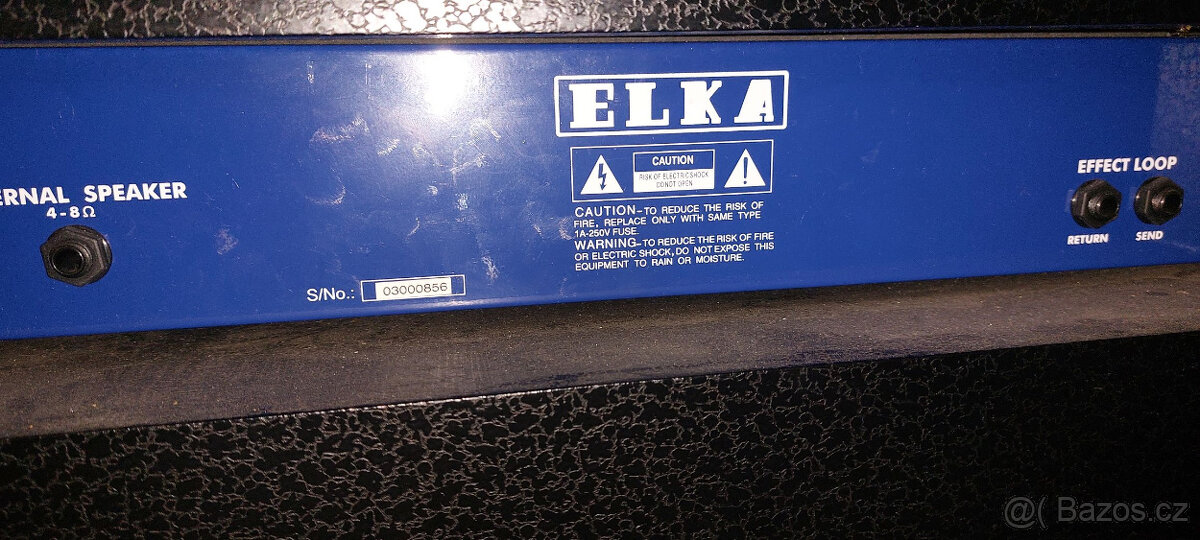 ELKA
CAUTION
RISK OF ELECTRIC SHOCK
DO NOT OPEN
ERNAL SPEAKER
4-8Ω
EFFECT LOOP
CAUTION-TO REDUCE THE RISK OF
FIRE, REPLACE ONLY WITH SAME TYPE
1A-250V FUSE.
WARNING-TO REDUCE THE RISK OF FIRE
OR ELECTRIC SHOCK, DO NOT EXPOSE THIS
EQUIPMENT TO RAIN OR MOISTURE.
RETURN SEND
S/No.: 03000856
@( Bazos.cz